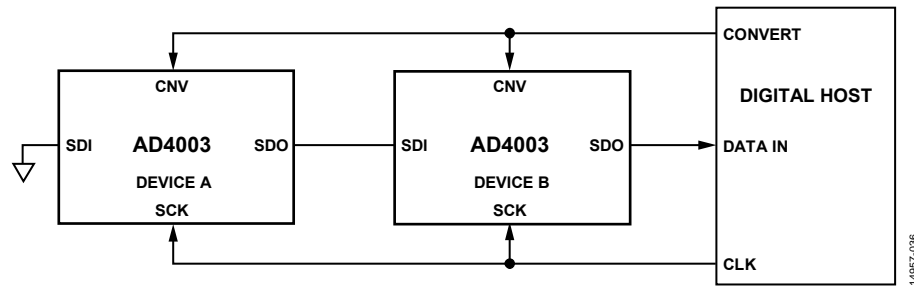 CONVERT
CNV
CNV
DIGITAL HOST
SDI
AD4003
SDO
SDI
AD4003
SDO
DATA IN
DEVICE A
DEVICE B
SCK
SCK
CLK
14957-036